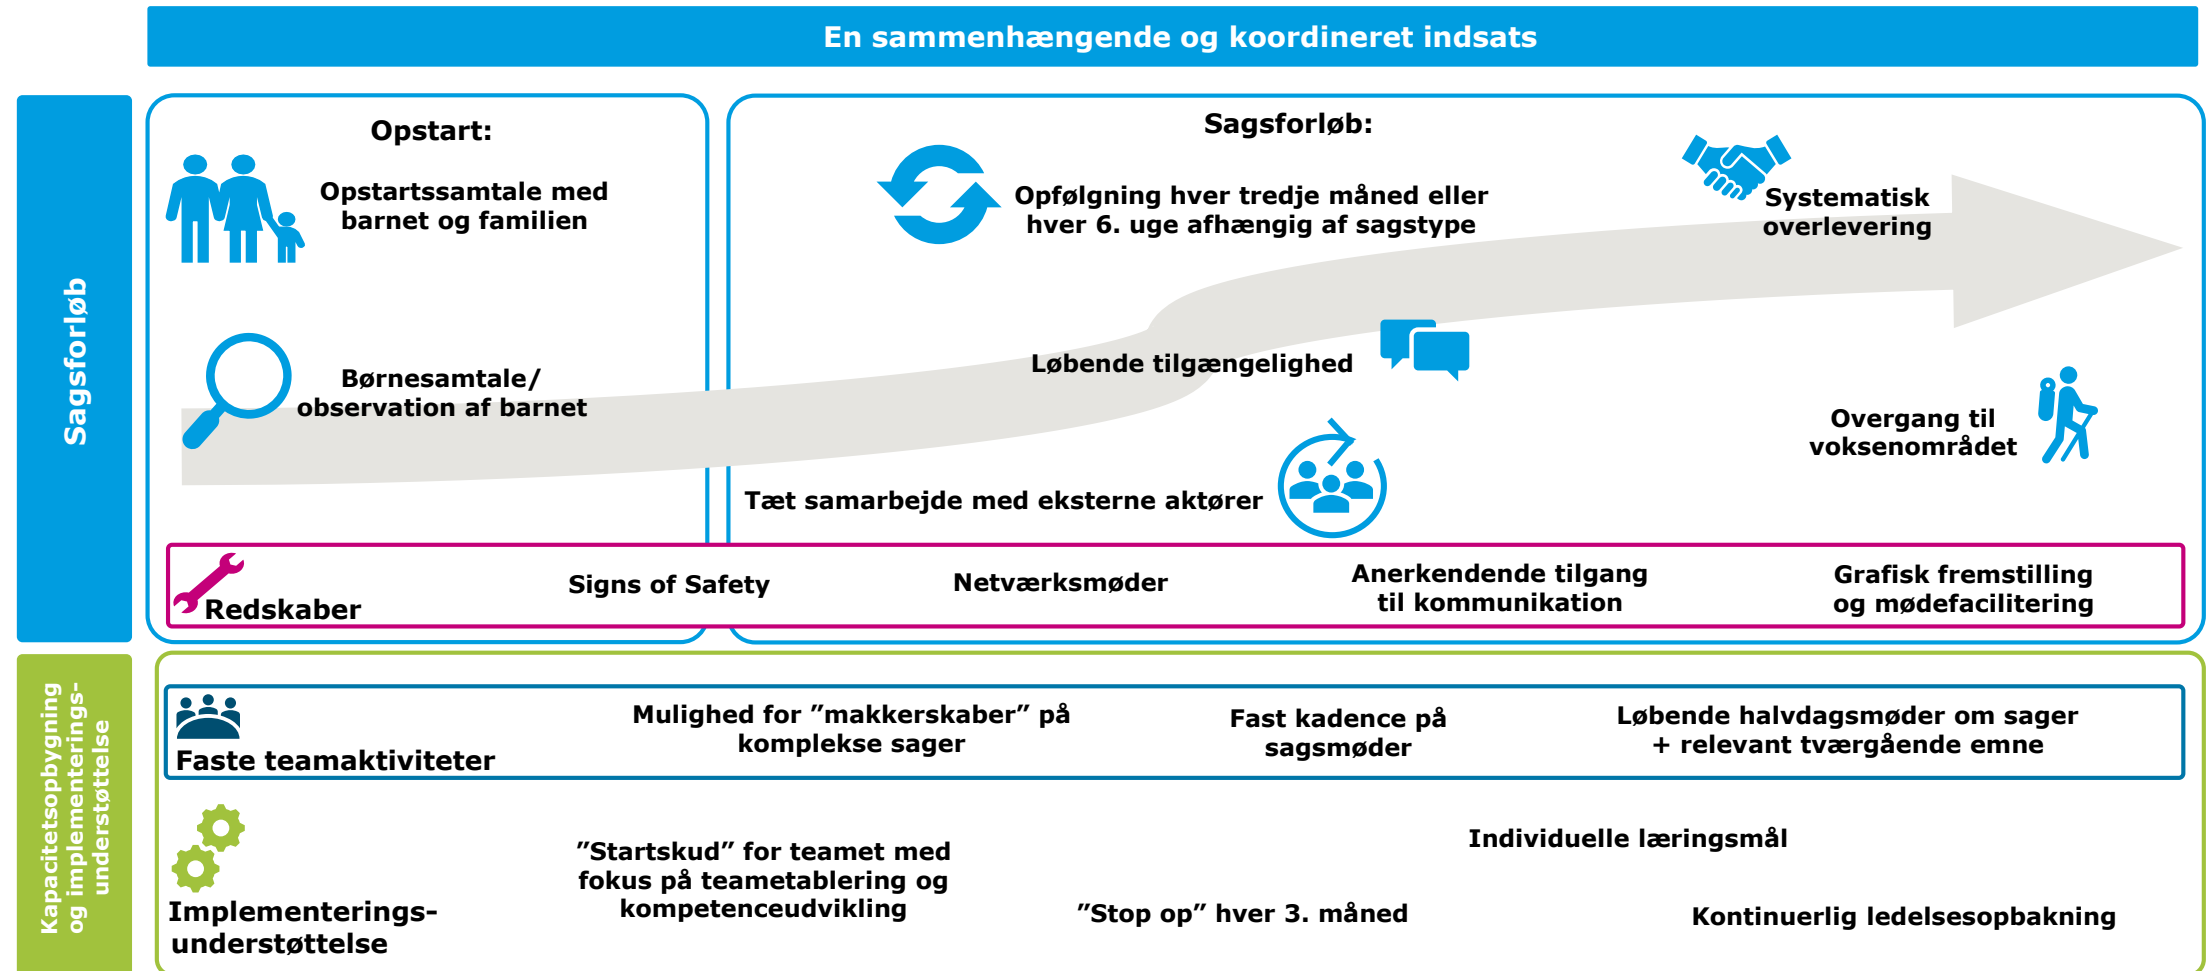 En sammenhængende og koordineret indsats
Sagsforløb
Opstart:
Opstartssamtale med
barnet og familien
Børnesamtale/
observation af barnet
Sagsforløb:
Opfølgning hver tredje måned eller
hver 6. uge afhængig af sagstype
Systematisk
overlevering
Løbende tilgængelighed
Overgang til
voksenområdet
Tæt samarbejde med eksterne aktører
Redskaber
Signs of Safety
Netværksmøder
Anerkendende tilgang
til kommunikation
Grafisk fremstilling
og mødefacilitering
Kapacitetsopbygning
og implementerings-
understøttelse
Faste teamaktiviteter
Mulighed for ”makkerskaber” på
komplekse sager
Fast kadence på
sagsmøder
Løbende halvdagsmøder om sager
+ relevant tværgående emne
Implementerings-
understøttelse
”Startskud” for teamet med
fokus på teametablering og
kompetenceudvikling
”Stop op” hver 3. måned
Individuelle læringsmål
Kontinuerlig ledelsesopbakning